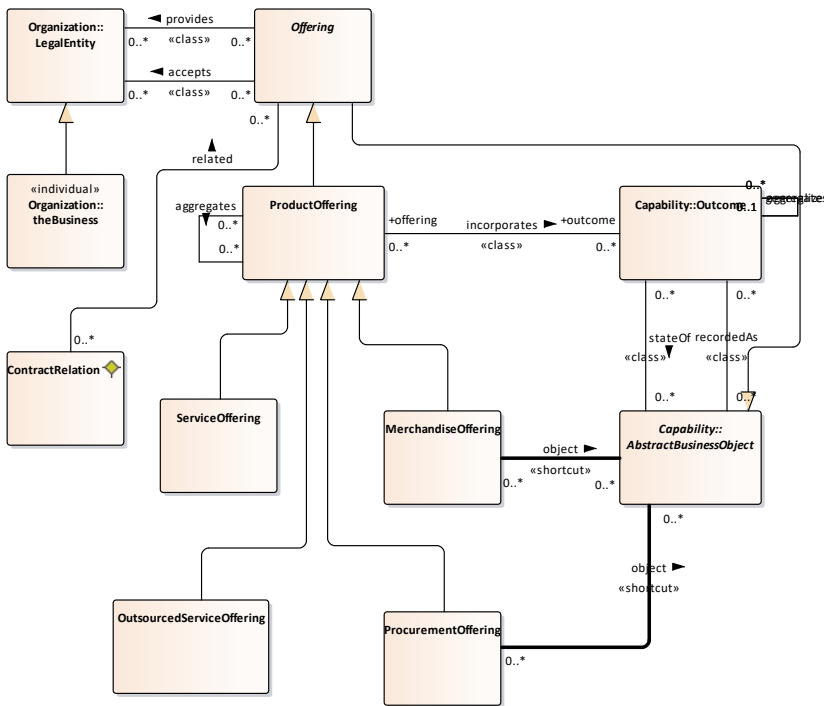 Organization::
LegalEntity
provides
0..*
«class»
0..*
accepts
0..*
«class»
0..*
Offering
0..*
related
«individual»
Organization::
theBusiness
aggregates
0..*
0..*
ProductOffering
+offering
0..*
incorporates
«class»
+outcome
0..*
Capability::Outcome
0..*
0..1
0..*
0..*
stateOf
«class»
recordedAs
«class»
0..*
0..*
0..*
ContractRelation
ServiceOffering
MerchandiseOffering
object
«shortcut»
0..*
0..*
Capability::
AbstractBusinessObject
0..*
object
«shortcut»
OutsourcedServiceOffering
ProcurementOffering
0..*